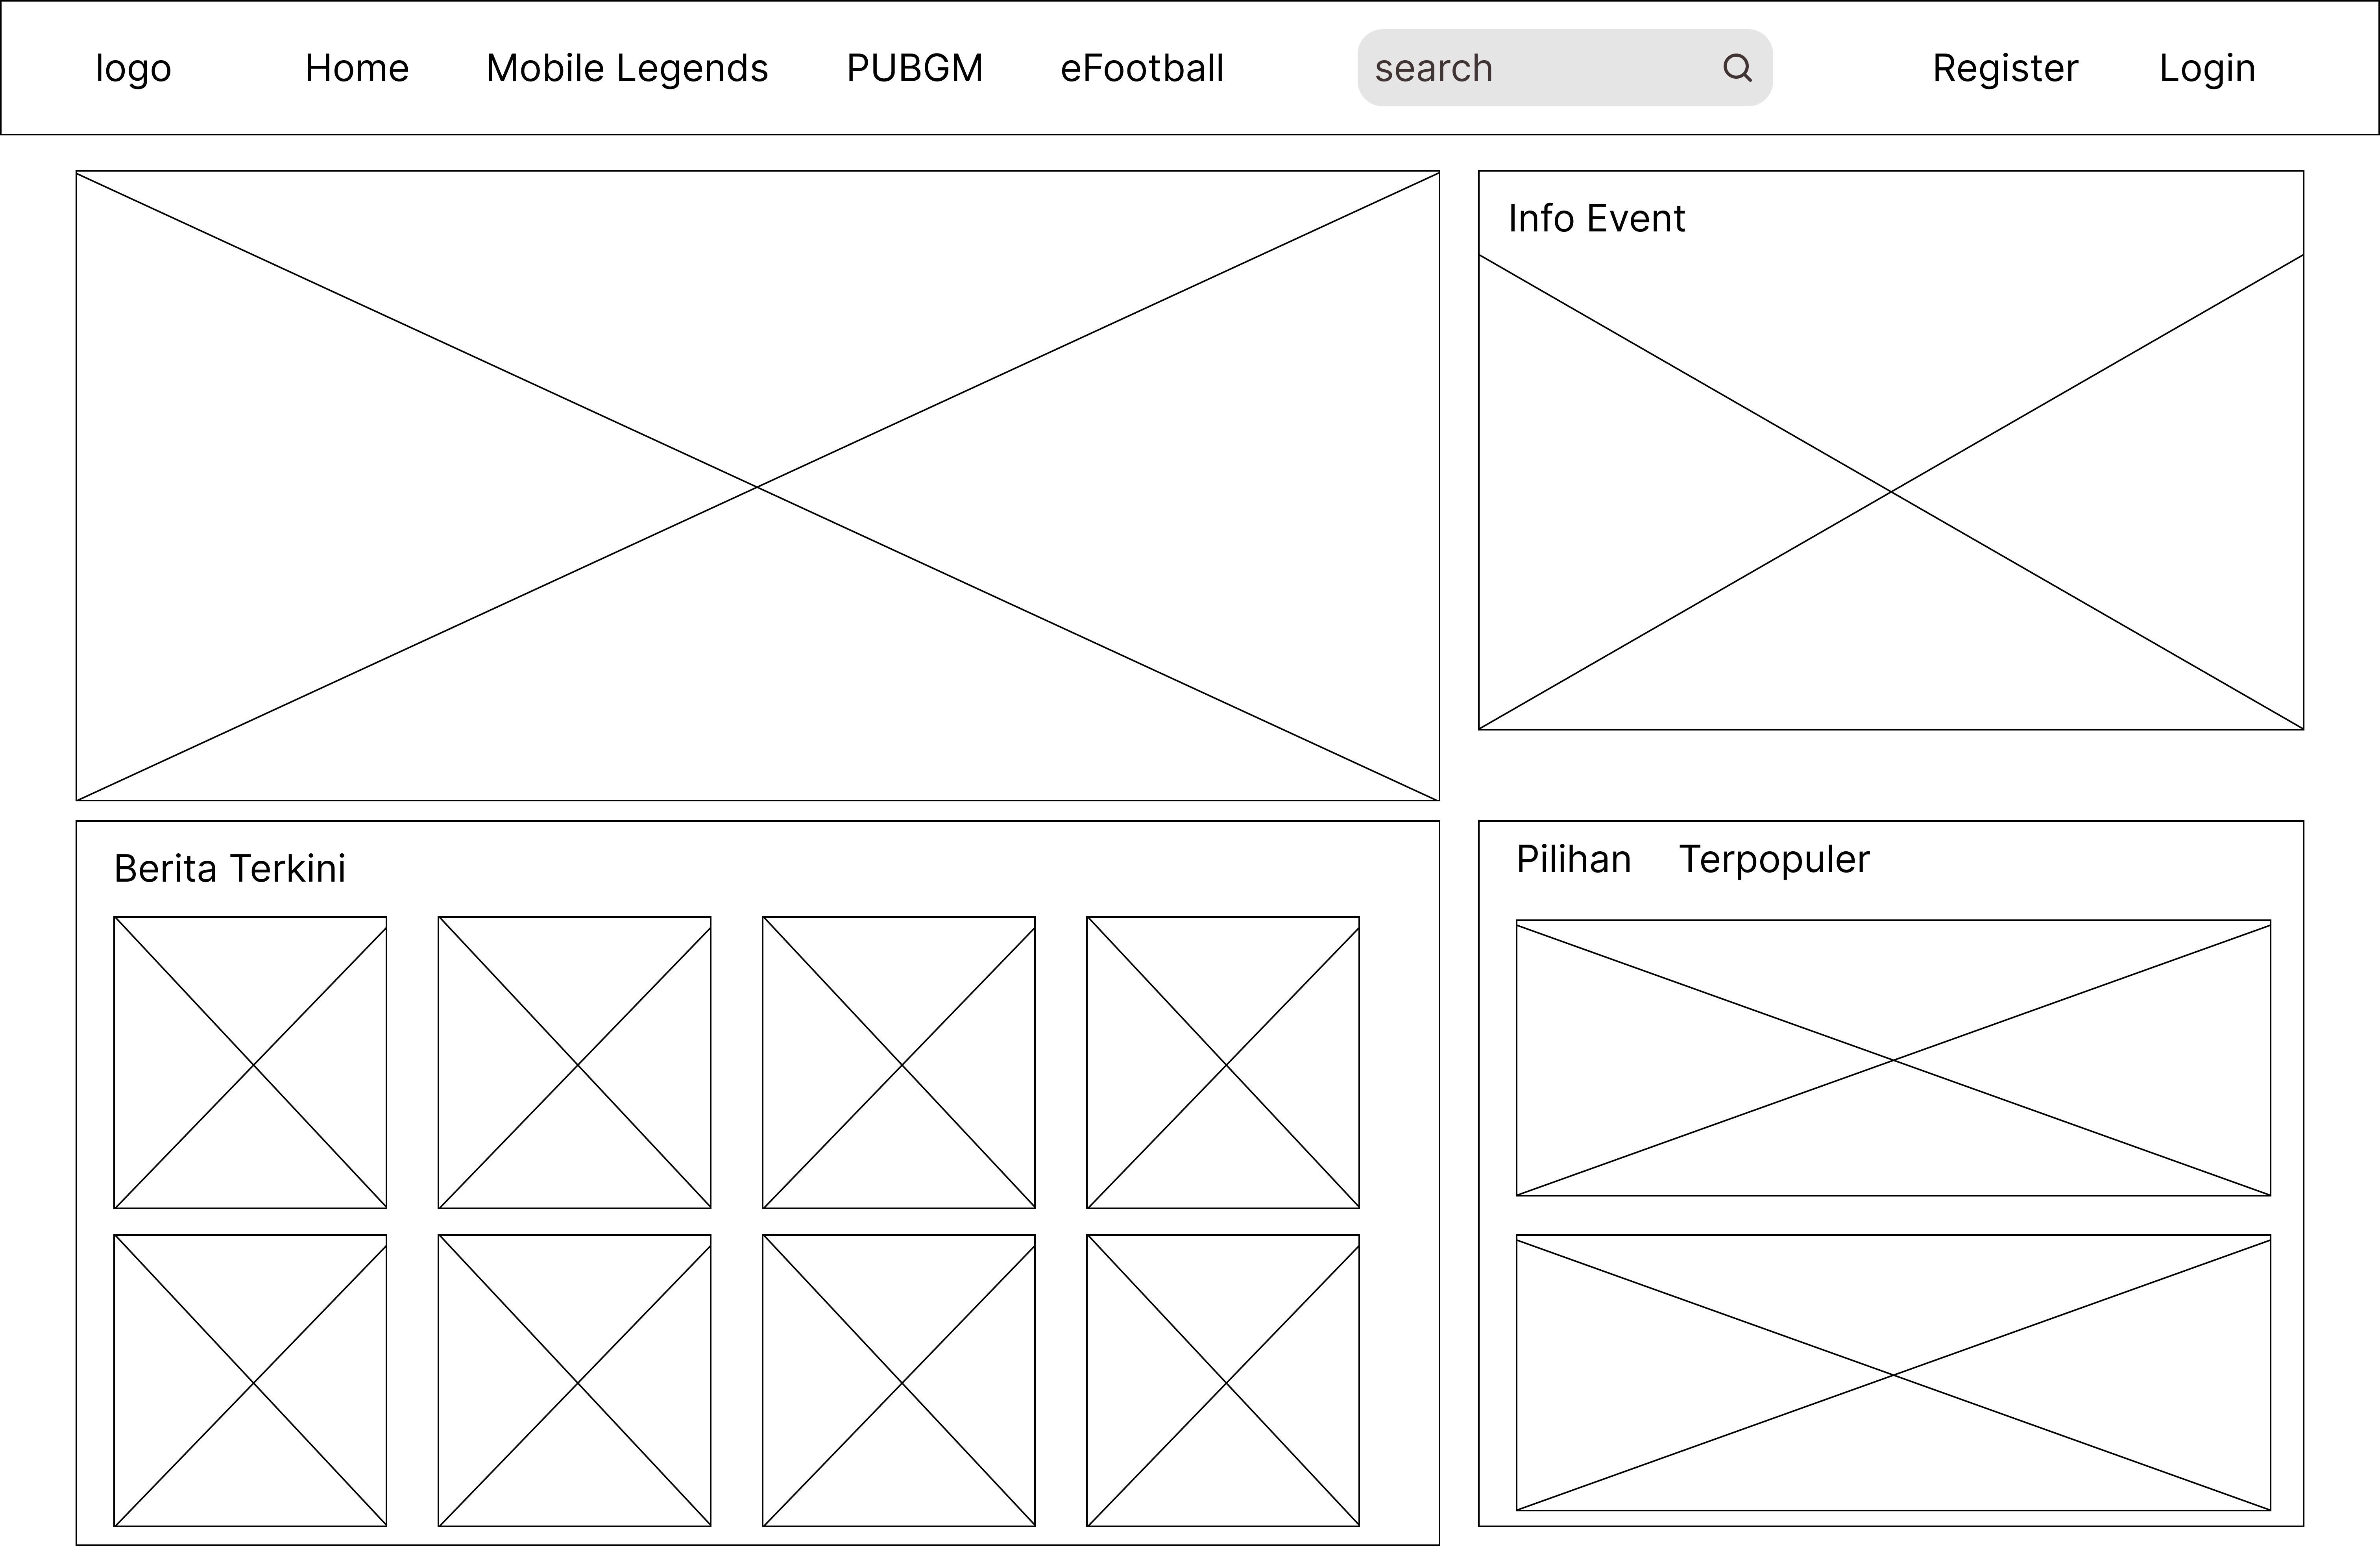 logo Home Mobile Legends PUBGM eFootball search Register Login
Info Event
Berita Terkini
Pilihan Terpopuler